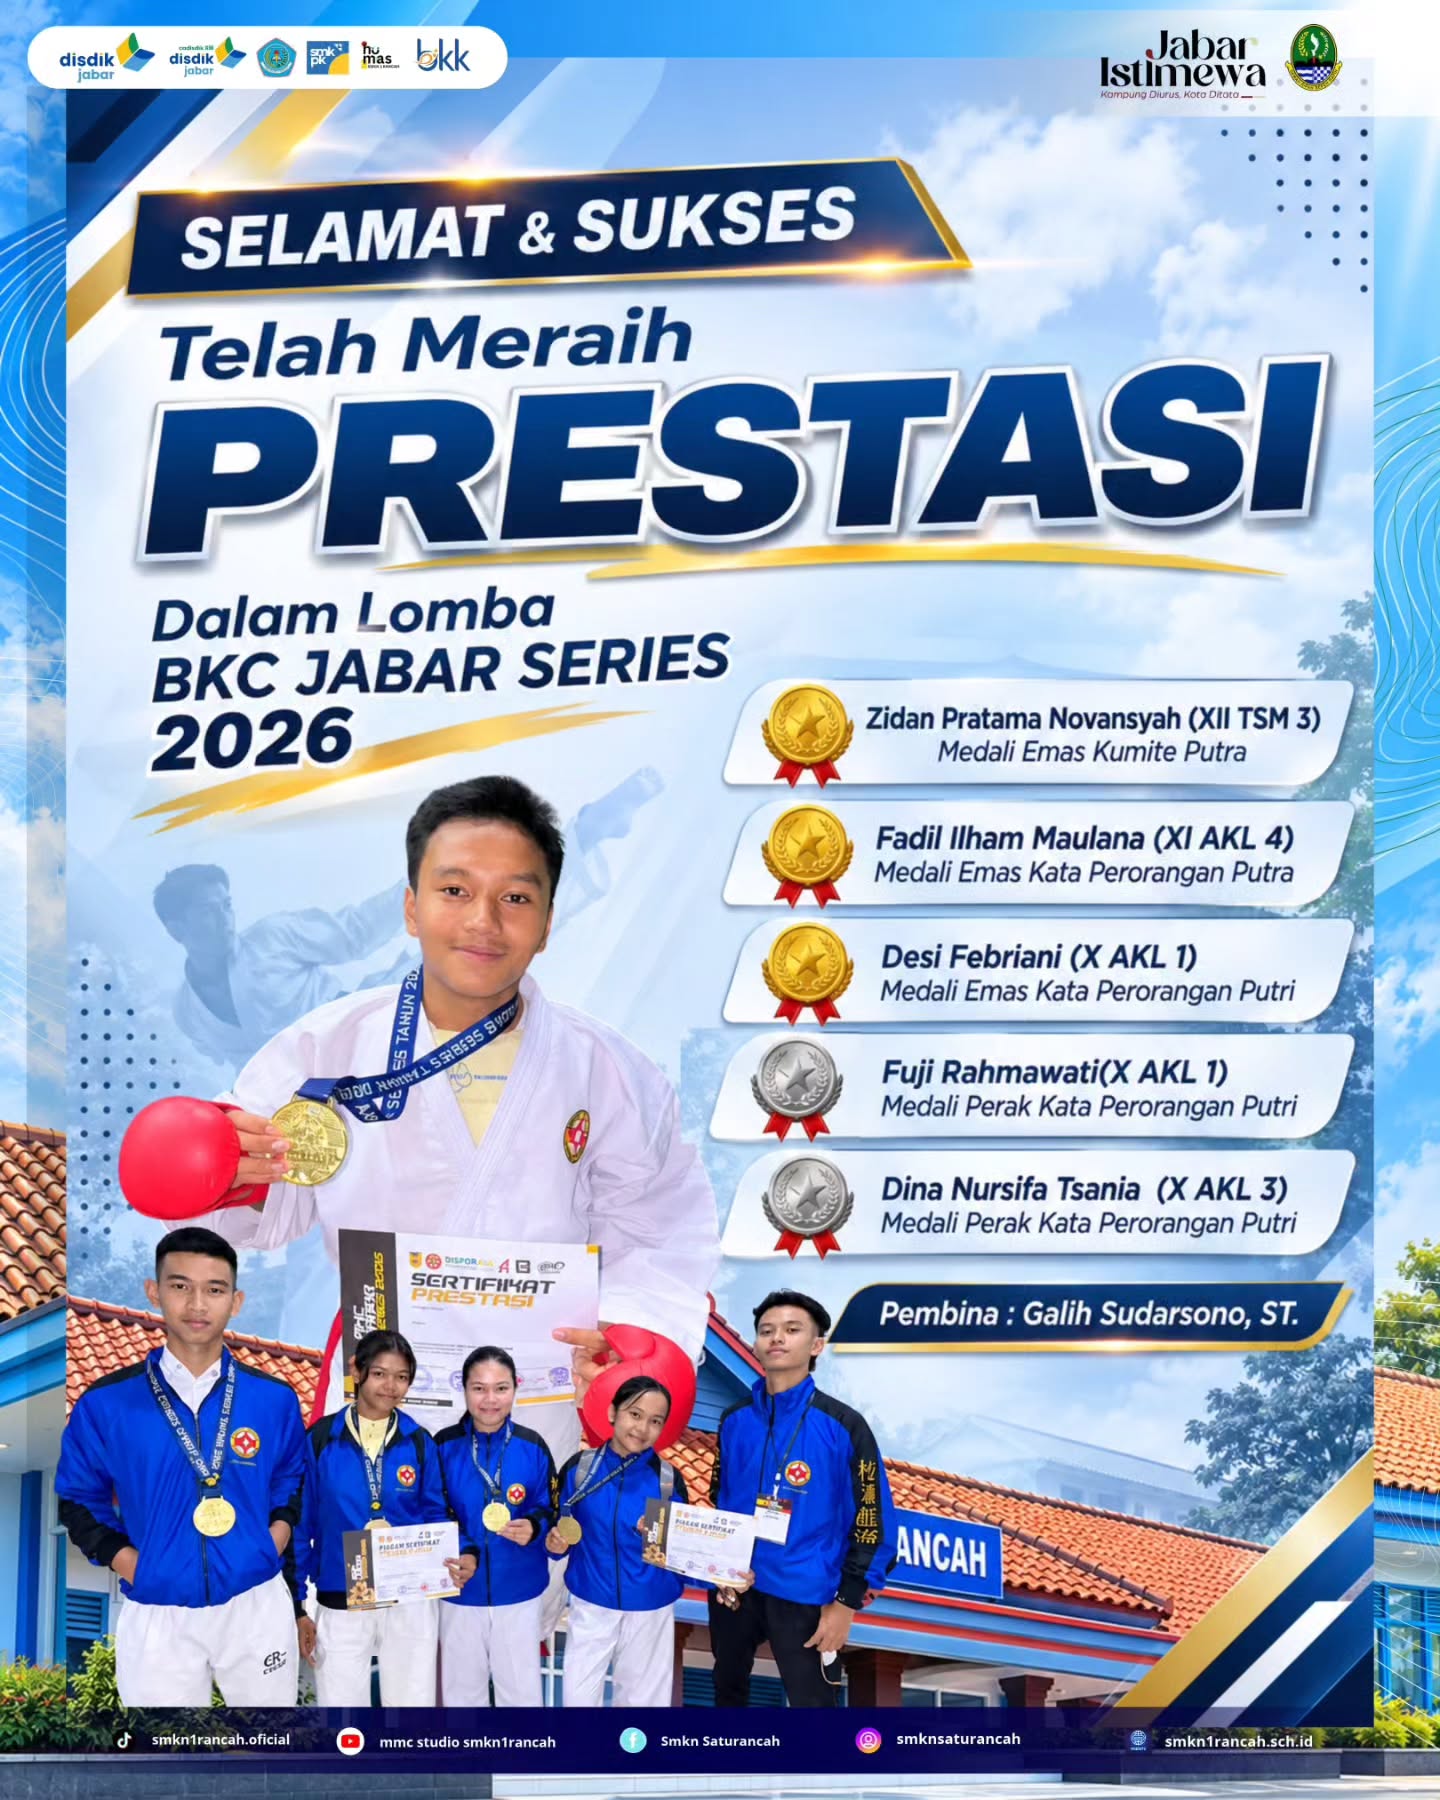 disdik
jabar
cadisdik XIII
disdik
jabar
smk
pk
humas
bkk
Jabar
Istimewa
Kampung Diurus, Kota Ditata
SELAMAT & SUKSES
Telah Meraih
PRESTASI
Dalam Lomba
BKC JABAR SERIES
2026
Zidan Pratama Novansyah (XII TSM 3)
Medali Emas Kumite Putra
Fadil Ilham Maulana (XI AKL 4)
Medali Emas Kata Perorangan Putra
Desi Febriani (X AKL 1)
Medali Emas Kata Perorangan Putri
Fuji Rahmawati(X AKL 1)
Medali Perak Kata Perorangan Putri
Dina Nursifa Tsania (X AKL 3)
Medali Perak Kata Perorangan Putri
Pembina : Galih Sudarsono, ST.
SERTIFIIKAT
PRESTASI
ANCAH
smkn1rancah.oficial
mmc studio smkn1rancah
Smkn Saturancah
smknsaturancah
smkn1rancah.sch.id